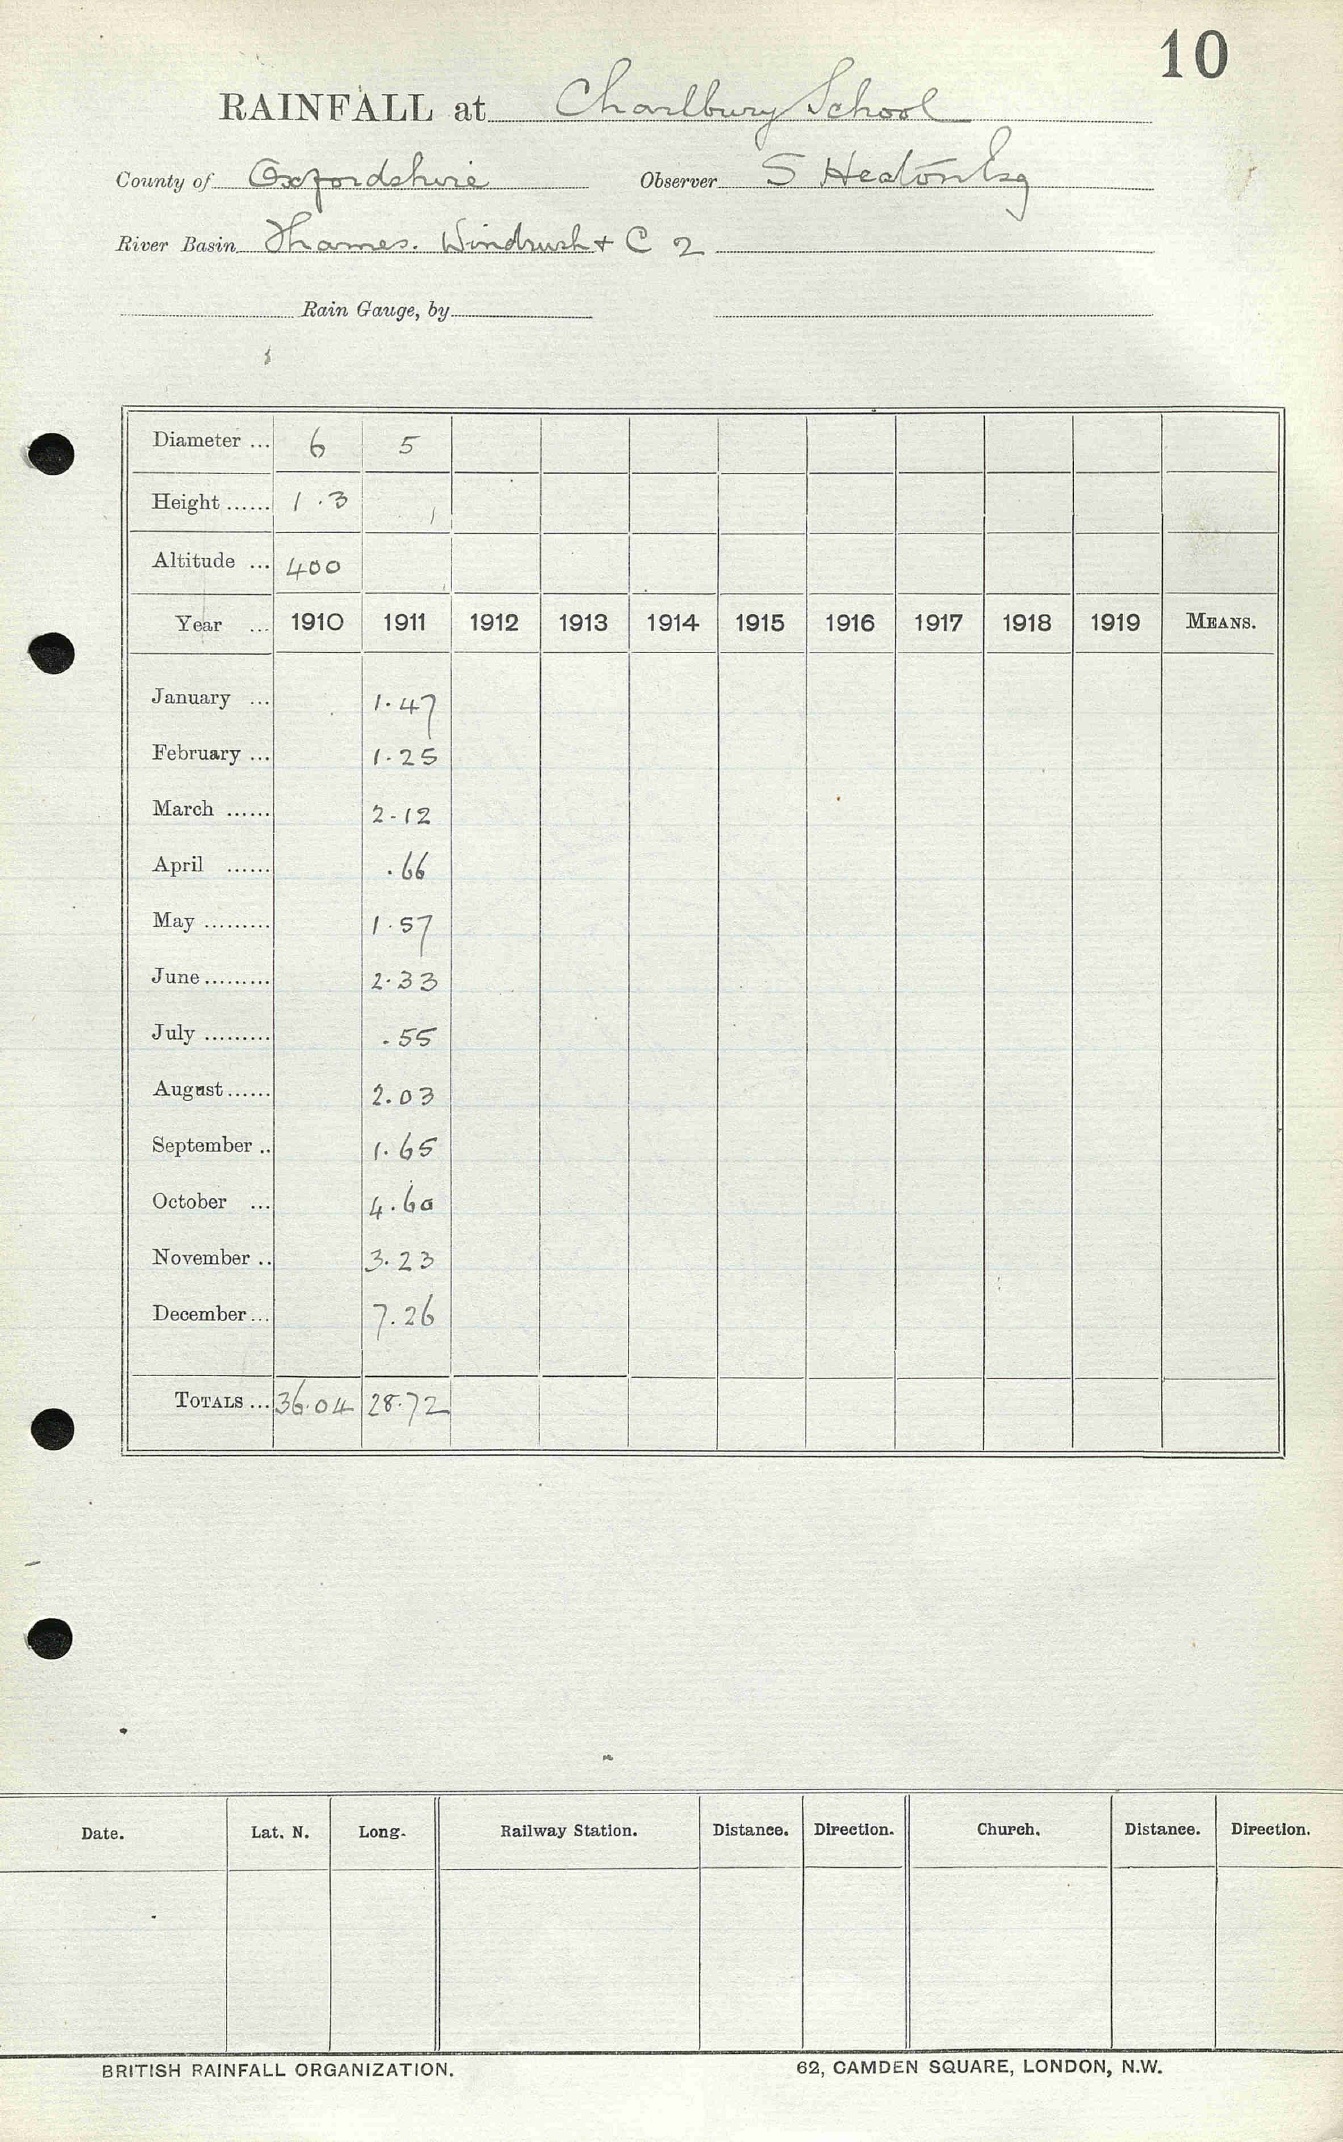 10
RAINFALL at Charlbury School
County of Oxfordshire Observer S Heaton Esq
River Basin Thames. Windrush + C 2
Rain Gauge, by
Diameter ... 6 5
Height ...... 1.3
Altitude ... 400
Year ... 1910 1911 1912 1913 1914 1915 1916 1917 1918 1919 MEANS.
January ... 1.47
February ... 1.25
March ...... 2.12
April ...... .66
May ......... 1.57
June ......... 2.33
July ......... .55
August ...... 2.03
September .. 1.65
October ... 4.60
November .. 3.23
December ... 7.26
TOTALS ... 36.04 28.72
Date. Lat. N. Long. Railway Station. Distance. Direction. Church. Distance. Direction.
BRITISH RAINFALL ORGANIZATION. 62, CAMDEN SQUARE, LONDON, N.W.